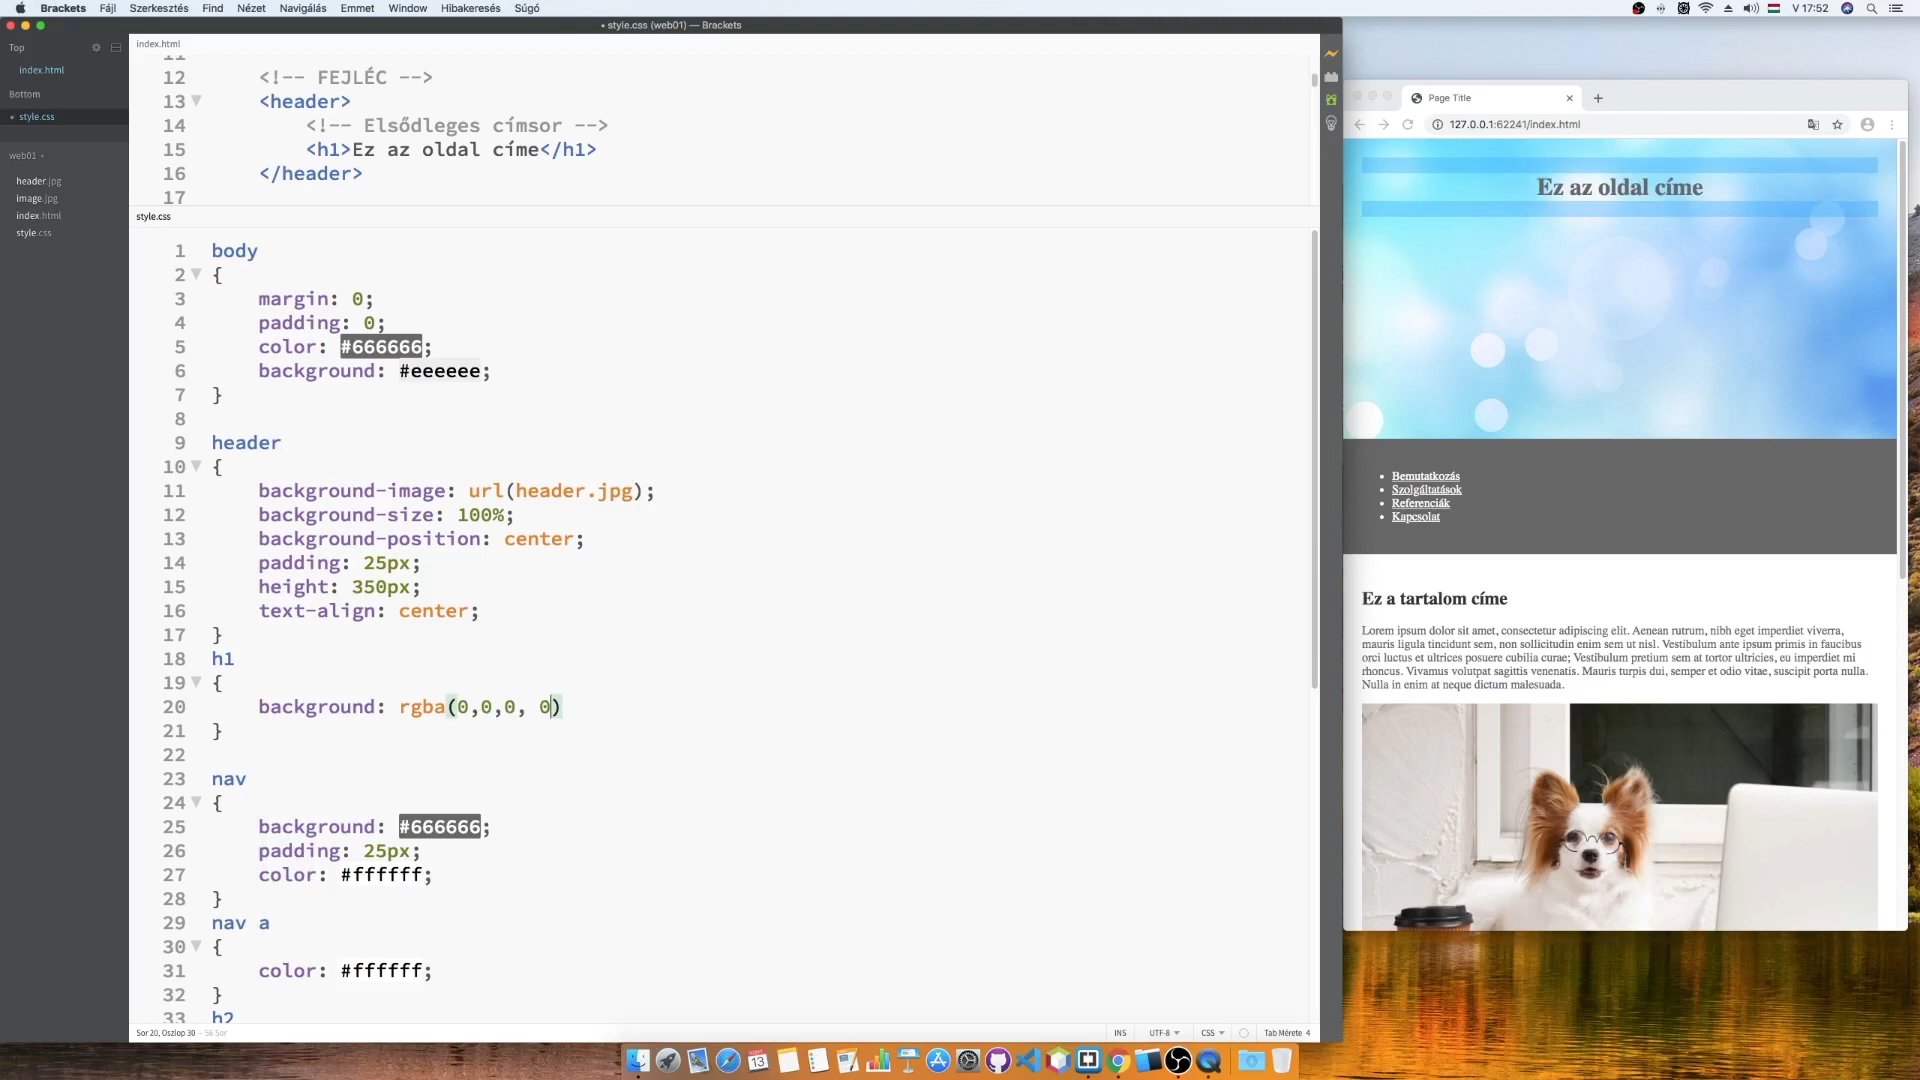 Brackets Fájl Szerkesztés Find Nézet Navigálás Emmet Window Hibakeresés Súgó
V 17:52
• style.css (web01) — Brackets
Top
index.html
Bottom
• style.css
web01
header.jpg
image.jpg
index.html
style.css
index.html
11
12 <!-- FEJLÉC -->
13 <header>
14 <!-- Elsődleges címsor -->
15 <h1>Ez az oldal címe</h1>
16 </header>
17
style.css
1 body
2 {
3 margin: 0;
4 padding: 0;
5 color: #666666;
6 background: #eeeeee;
7 }
8
9 header
10 {
11 background-image: url(header.jpg);
12 background-size: 100%;
13 background-position: center;
14 padding: 25px;
15 height: 350px;
16 text-align: center;
17 }
18 h1
19 {
20 background: rgba(0,0,0, 0)
21 }
22
23 nav
24 {
25 background: #666666;
26 padding: 25px;
27 color: #ffffff;
28 }
29 nav a
30 {
31 color: #ffffff;
32 }
33 h2
Sor 20, Oszlop 30 — 56 Sor
INS UTF-8 CSS Tab Mérete 4
Page Title
127.0.0.1:62241/index.html
Ez az oldal címe
• Bemutatkozás
• Szolgáltatások
• Referenciák
• Kapcsolat
Ez a tartalom címe
Lorem ipsum dolor sit amet, consectetur adipiscing elit. Aenean rutrum, nibh eget imperdiet viverra,
mauris ligula tincidunt sem, non sollicitudin enim sem ut nisl. Vestibulum ante ipsum primis in faucibus
orci luctus et ultrices posuere cubilia curae; Vestibulum pretium sem at tortor ultricies, eu imperdiet mi
rhoncus. Vivamus volutpat sagittis venenatis. Mauris turpis dui, semper et odio vitae, suscipit porta nulla.
Nulla in enim at neque dictum malesuada.
13